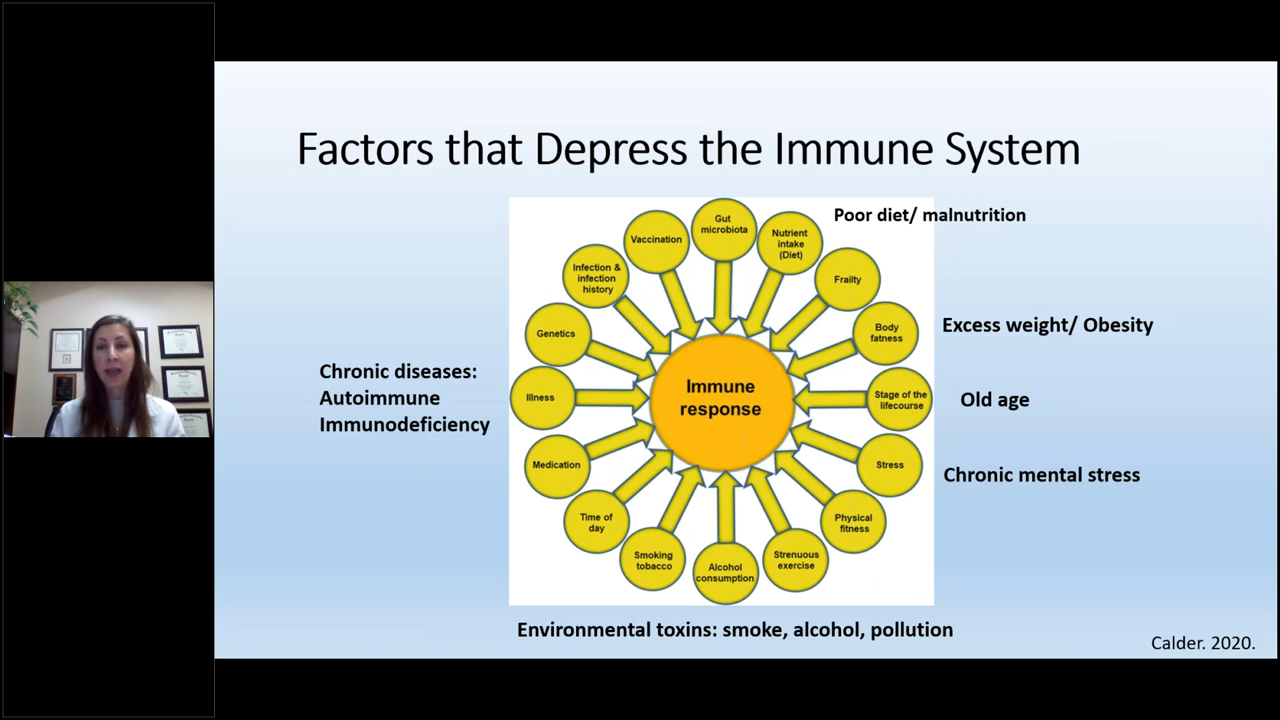 Factors that Depress the Immune System
Poor diet/ malnutrition
Gut
microbiota
Nutrient
intake
(Diet)
Frailty
Body
fatness
Excess weight/ Obesity
Stage of the
lifecourse
Old age
Stress
Chronic mental stress
Physical
fitness
Strenuous
exercise
Alcohol
consumption
Smoking
tobacco
Time of
day
Medication
Illness
Chronic diseases:
Autoimmune
Immunodeficiency
Genetics
Infection &
infection
history
Vaccination
Immune
response
Environmental toxins: smoke, alcohol, pollution
Calder. 2020.